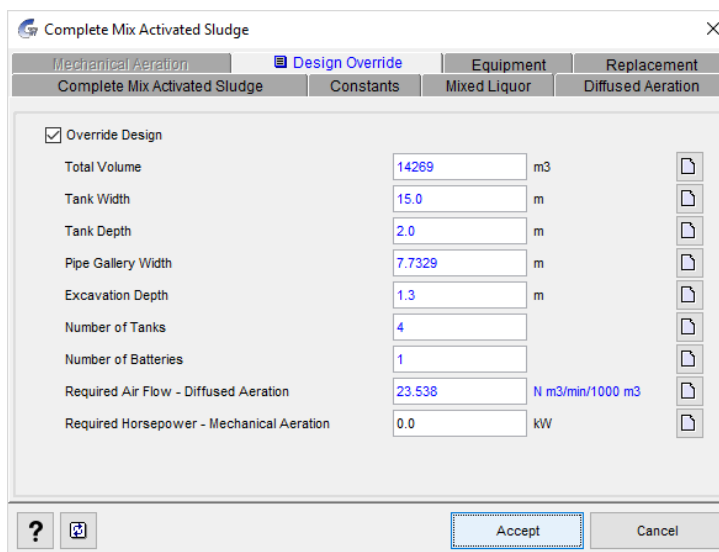 Complete Mix Activated Sludge
Mechanical Aeration Design Override Equipment Replacement
Complete Mix Activated Sludge Constants Mixed Liquor Diffused Aeration
Override Design
Total Volume 14269 m3
Tank Width 15.0 m
Tank Depth 2.0 m
Pipe Gallery Width 7.7329 m
Excavation Depth 1.3 m
Number of Tanks 4
Number of Batteries 1
Required Air Flow - Diffused Aeration 23.538 N m3/min/1000 m3
Required Horsepower - Mechanical Aeration 0.0 kW
? Accept Cancel